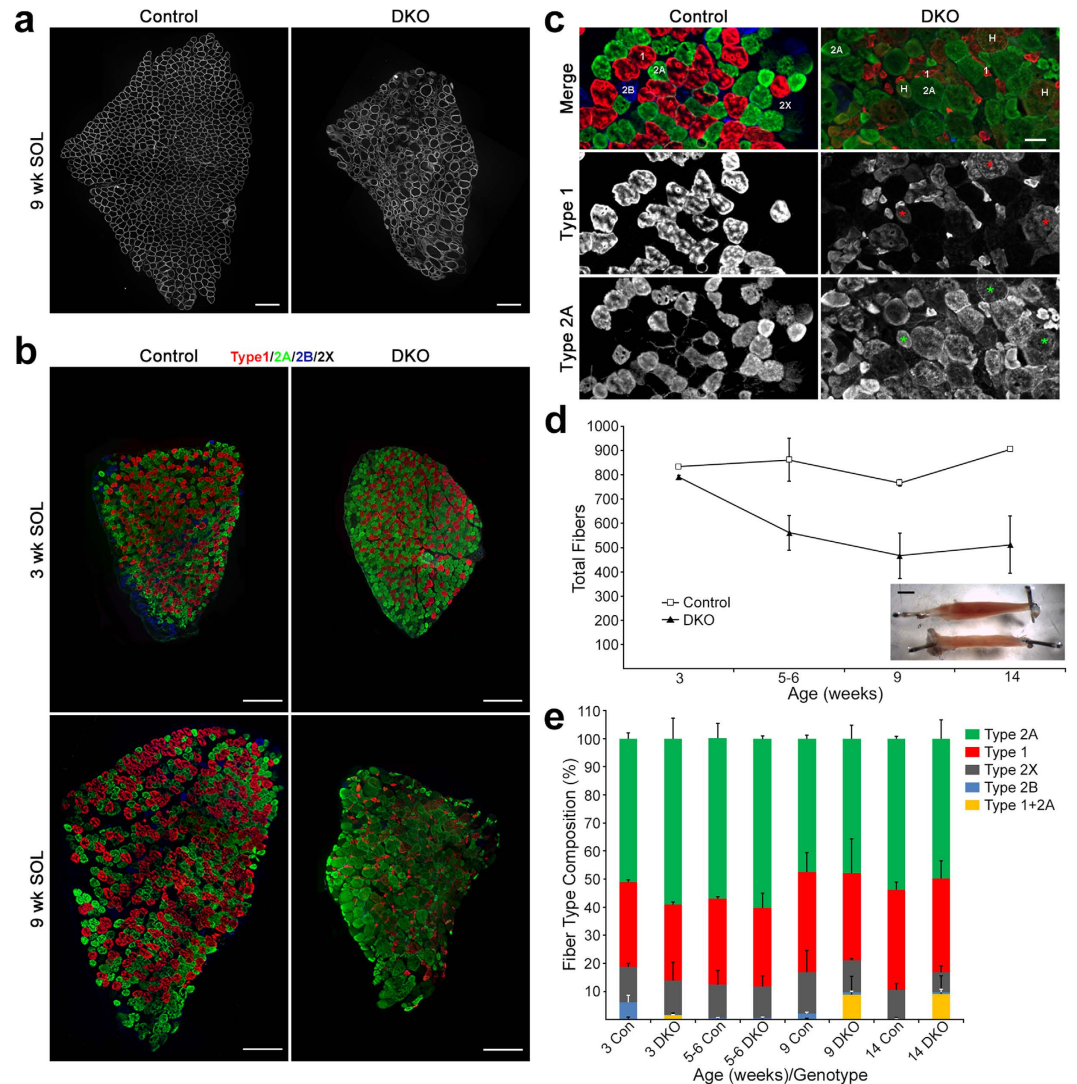 a
Control
DKO
9 wk SOL
b
Control
Type1/2A/2B/2X
DKO
3 wk SOL
9 wk SOL
c
Control
DKO
Merge
1
2A
2B
2X
2A
H
1
1
H
2A
H
Type 1
*
*
*
Type 2A
*
*
*
d
1000
900
800
700
600
500
400
300
200
100
Total Fibers
Control
DKO
3
5-6
9
14
Age (weeks)
e
110
100
90
80
70
60
50
40
30
20
10
Fiber Type Composition (%)
Type 2A
Type 1
Type 2X
Type 2B
Type 1+2A
3 Con
3 DKO
5-6 Con
5-6 DKO
9 Con
9 DKO
14 Con
14 DKO
Age (weeks)/Genotype